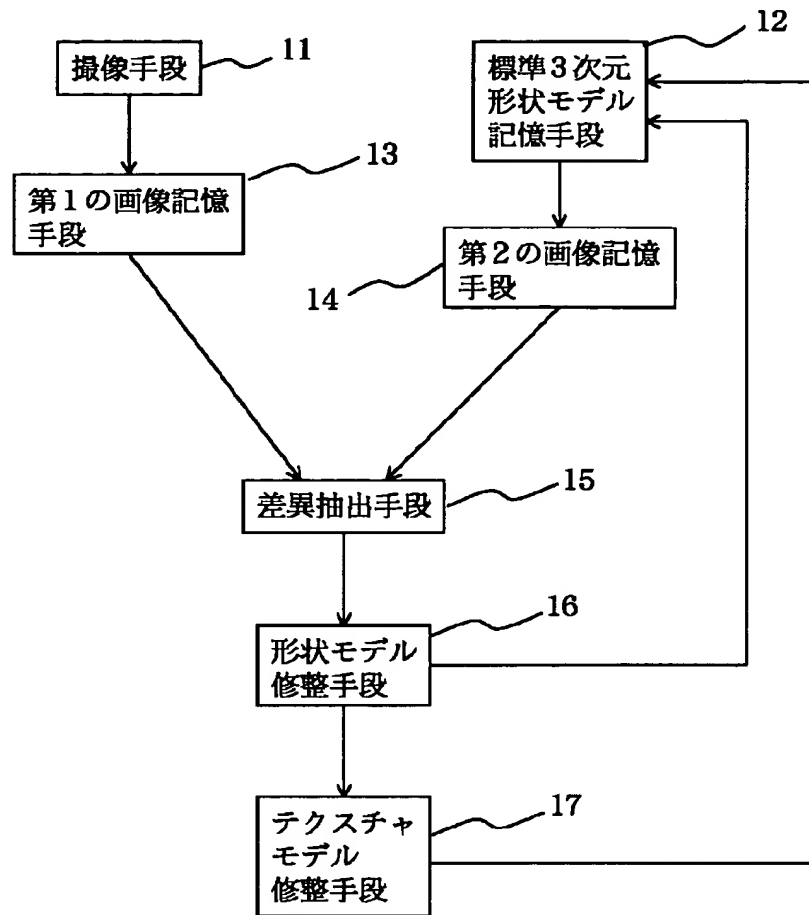 撮像手段
11
標準３次元
形状モデル
記憶手段
12
第１の画像記憶
手段
13
第２の画像記憶
手段
14
差異抽出手段
15
形状モデル
修整手段
16
テクスチャ
モデル
修整手段
17